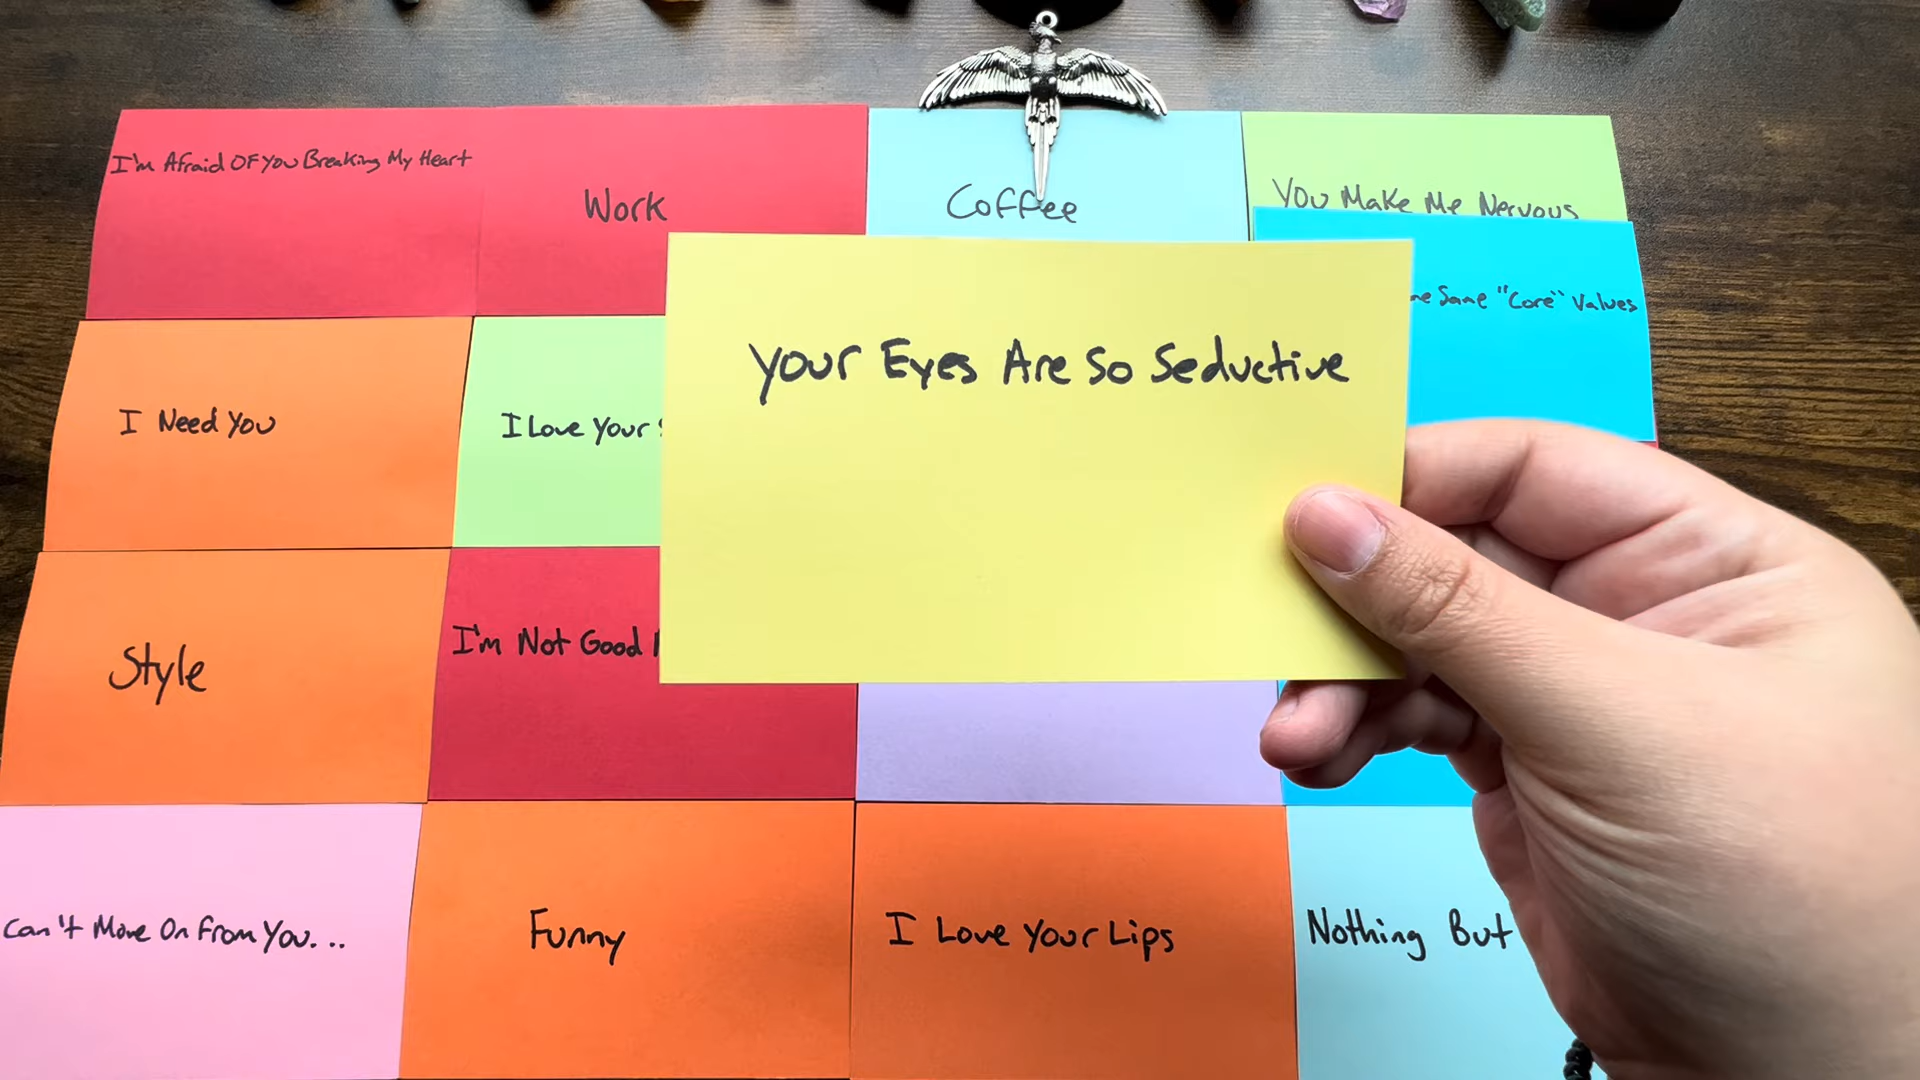 I'm Afraid Of You Breaking My Heart
Work
Coffee
You Make Me Nervous
Your Eyes Are So Seductive
Same "Core" Values
I Need You
I Love Your
Style
I'm Not Good
Can't Move On From You...
Funny
I Love Your Lips
Nothing But